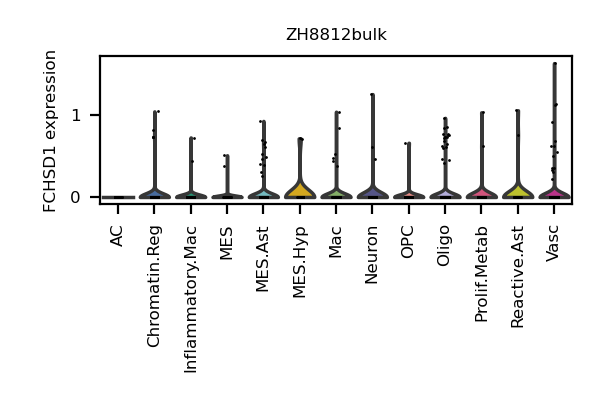 ZH8812bulk
FCHSD1 expression
1
0
AC
Chromatin.Reg
Inflammatory.Mac
MES
MES.Ast
MES.Hyp
Mac
Neuron
OPC
Oligo
Prolif.Metab
Reactive.Ast
Vasc